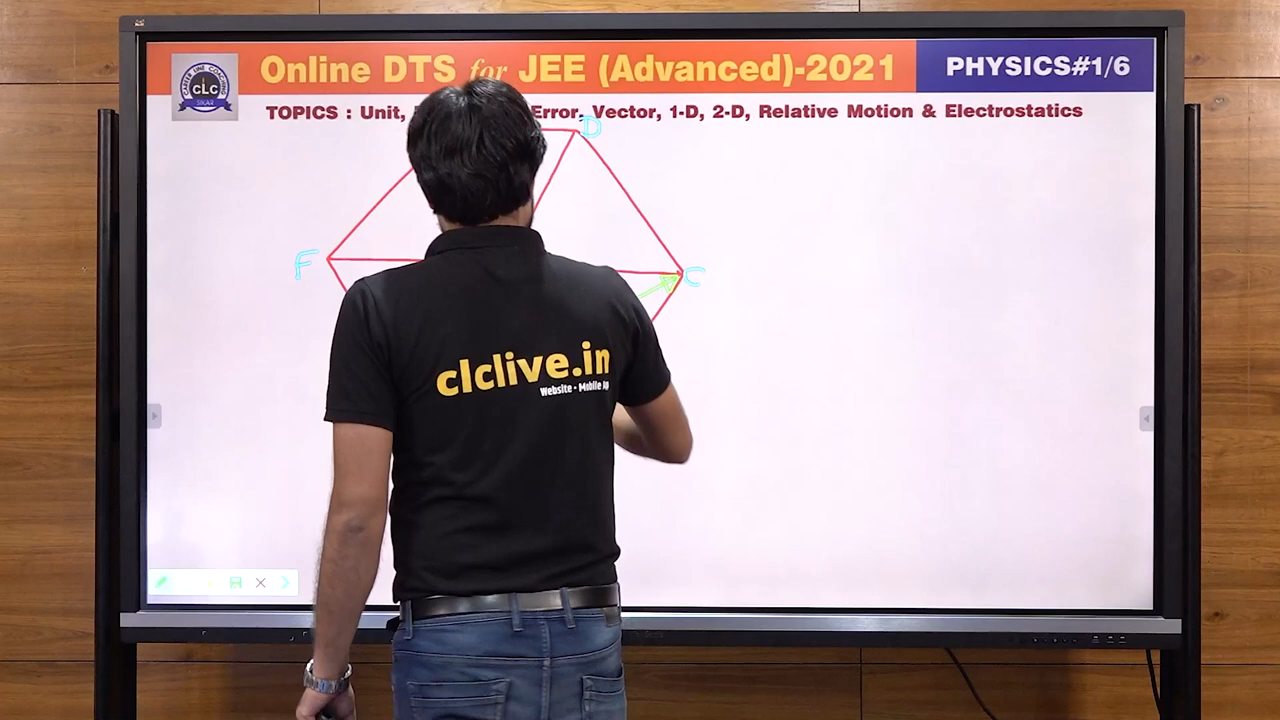 Online DTS for JEE (Advanced)-2021
PHYSICS#1/6
CLC
SIKAR
TOPICS : Unit, Error, Vector, 1-D, 2-D, Relative Motion & Electrostatics
D
F
C
clclive.in
Website - Mobile